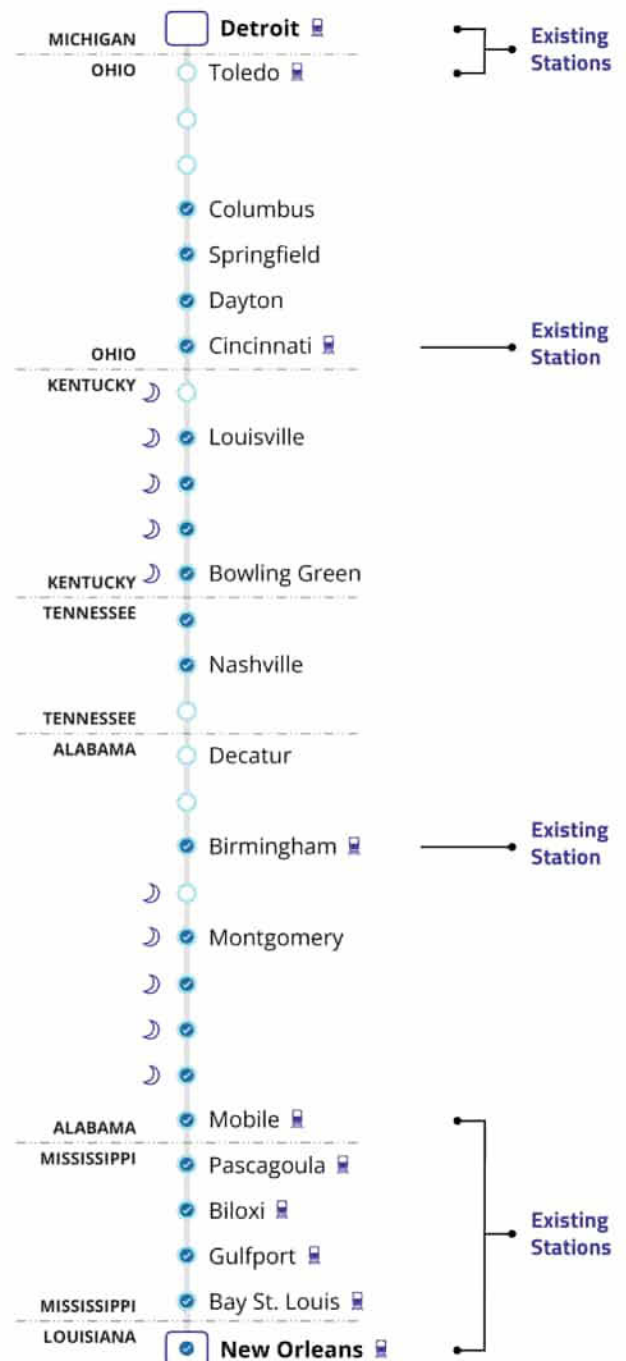 Detroit
Existing
Stations
MICHIGAN
OHIO
Toledo
Columbus
Springfield
Dayton
Cincinnati
Existing
Station
OHIO
KENTUCKY
Louisville
Bowling Green
KENTUCKY
TENNESSEE
Nashville
TENNESSEE
ALABAMA
Decatur
Birmingham
Existing
Station
Montgomery
Mobile
ALABAMA
MISSISSIPPI
Pascagoula
Biloxi
Existing
Stations
Gulfport
Bay St. Louis
MISSISSIPPI
LOUISIANA
New Orleans